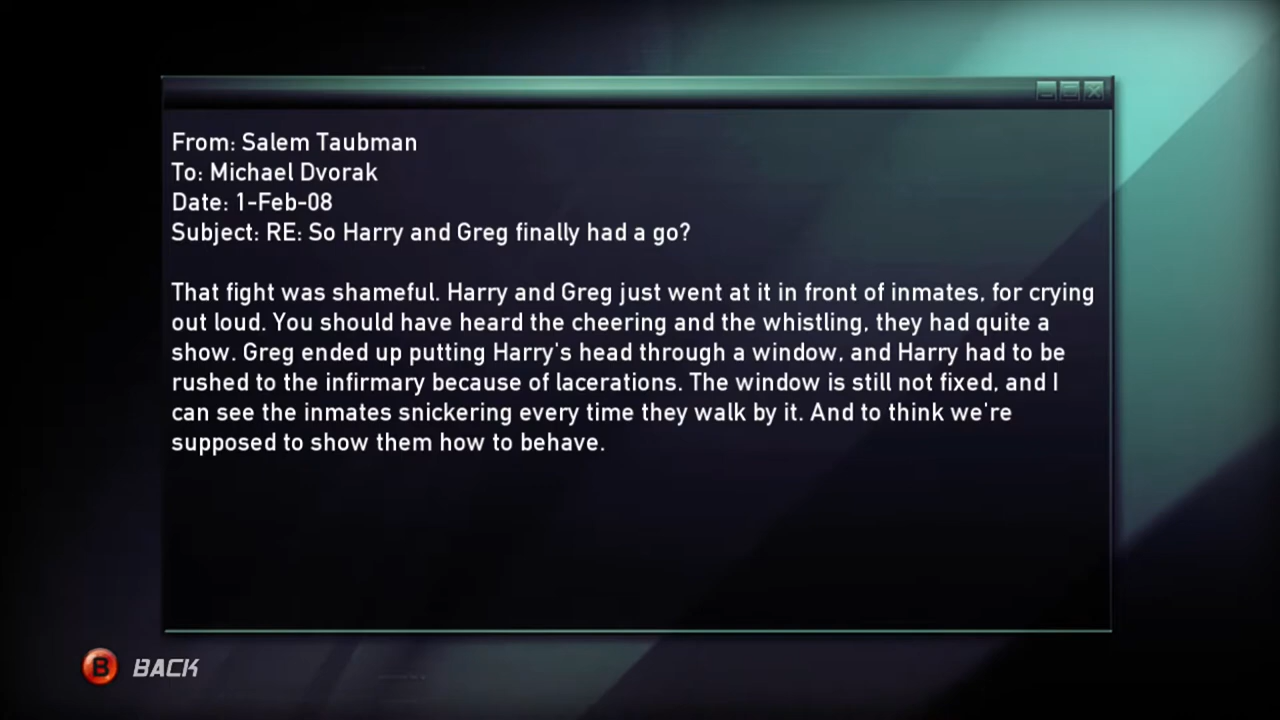 From: Salem Taubman
To: Michael Dvorak
Date: 1-Feb-08
Subject: RE: So Harry and Greg finally had a go?
That fight was shameful. Harry and Greg just went at it in front of inmates, for crying
out loud. You should have heard the cheering and the whistling, they had quite a
show. Greg ended up putting Harry's head through a window, and Harry had to be
rushed to the infirmary because of lacerations. The window is still not fixed, and I
can see the inmates snickering every time they walk by it. And to think we're
supposed to show them how to behave.
B BACK